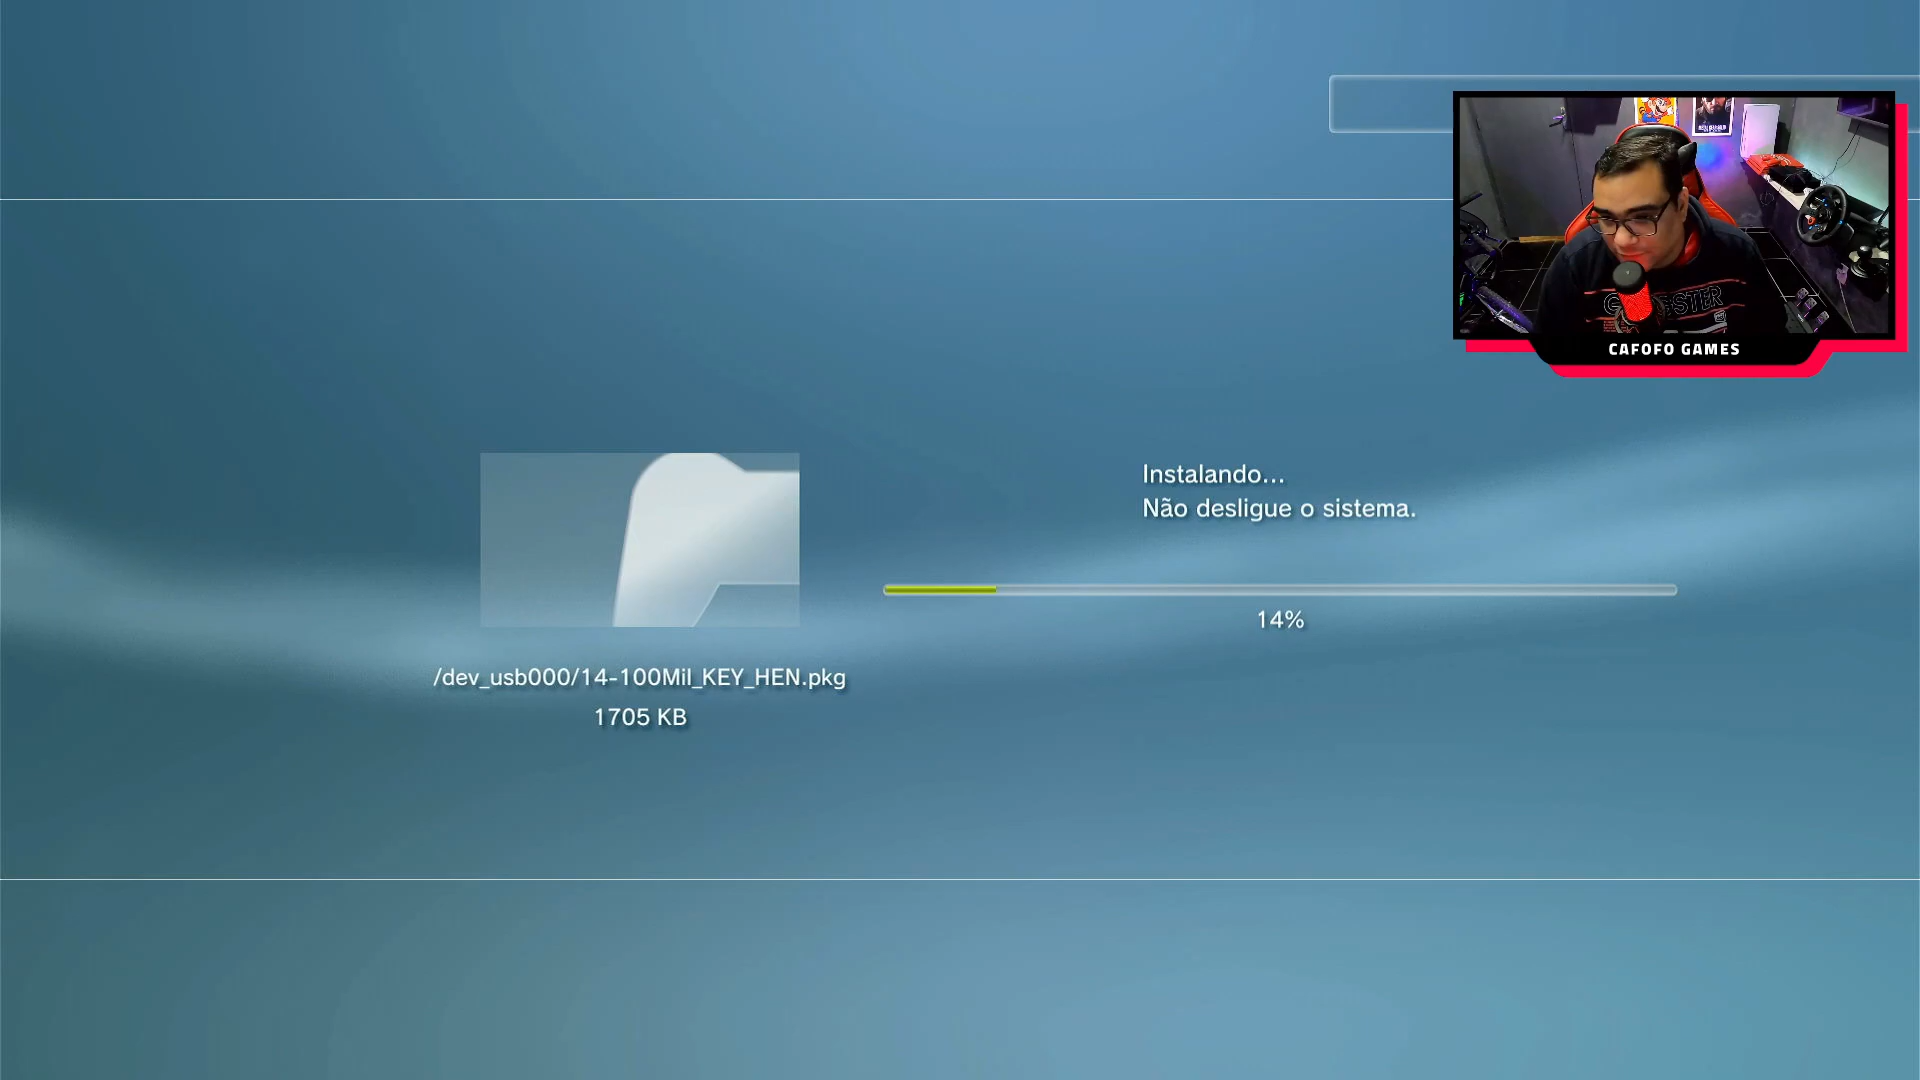 CAFOFO GAMES
Instalando...
Não desligue o sistema.
14%
/dev_usb000/14-100Mil_KEY_HEN.pkg
1705 KB